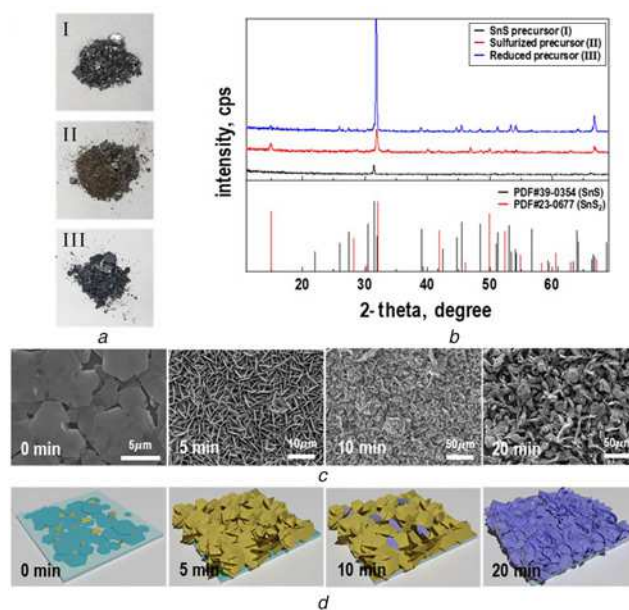 I
II
III
a
intensity, cps
SnS precursor (I)
Sulfurized precursor (II)
Reduced precursor (III)
PDF#39-0354 (SnS)
PDF#23-0677 (SnS₂)
20 30 40 50 60
2- theta, degree
b
0 min 5μm 5 min 10μm 10 min 50μm 20 min 50μm
c
0 min 5 min 10 min 20 min
d